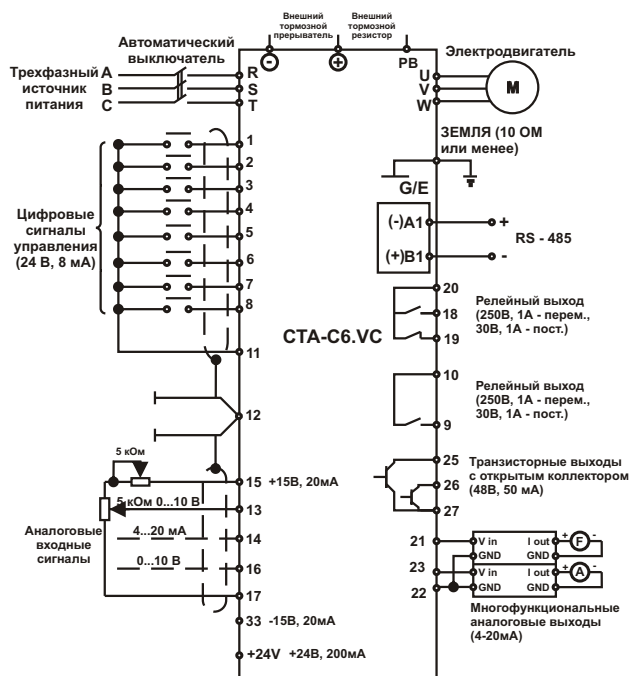 Внешний
тормозной
прерыватель
Внешний
тормозной
резистор
Автоматический
выключатель
Электродвигатель
PB
Трехфазный
источник
питания
A
B
C
R
S
T
U
V
W
M
ЗЕМЛЯ (10 ОМ
или менее)
G/E
Цифровые
сигналы
управления
(24 В, 8 мА)
1
2
3
4
5
6
7
8
11
12
(-)A1
(+)B1
+
-
RS - 485
CTA-C6.VC
20
18
19
Релейный выход
(250В, 1А - перем.,
30В, 1А - пост.)
10
9
Релейный выход
(250В, 1А - перем.,
30В, 1А - пост.)
25
26
27
Транзисторные выходы
с открытым коллектором
(48В, 50 мА)
5 кОм
15 +15В, 20мА
5 кОм 0...10 В
13
4...20 мА
14
0...10 В
16
17
Аналоговые
входные
сигналы
33 -15В, 20мА
+24V +24В, 200мА
21
23
22
V in I out + F -
GND GND
V in I out + A -
GND GND
Многофункциональные
аналоговые выходы
(4-20мА)